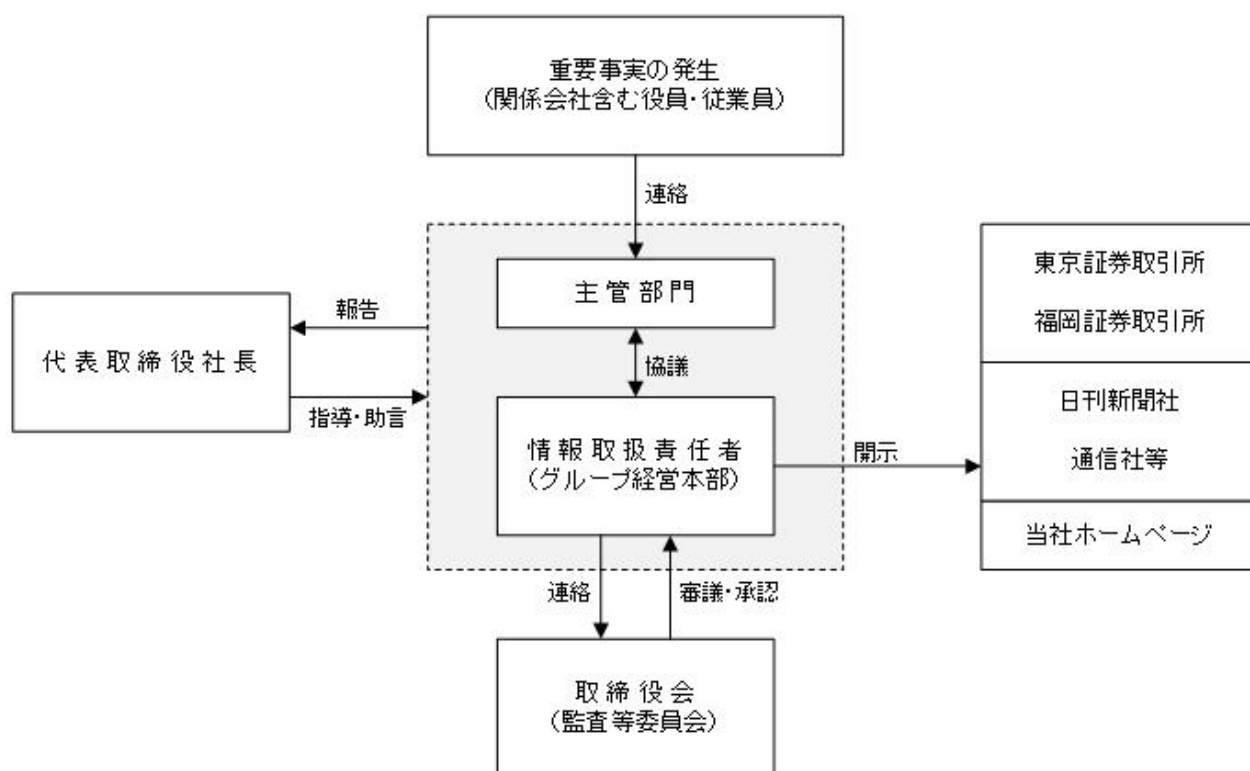 重要事実の発生
(関係会社含む役員・従業員)
連絡
主管部門
協議
報告
代表取締役社長
指導・助言
情報取扱責任者
(グループ経営本部)
開示
東京証券取引所
福岡証券取引所
日刊新聞社
通信社等
当社ホームページ
連絡
審議・承認
取締役会
(監査等委員会)